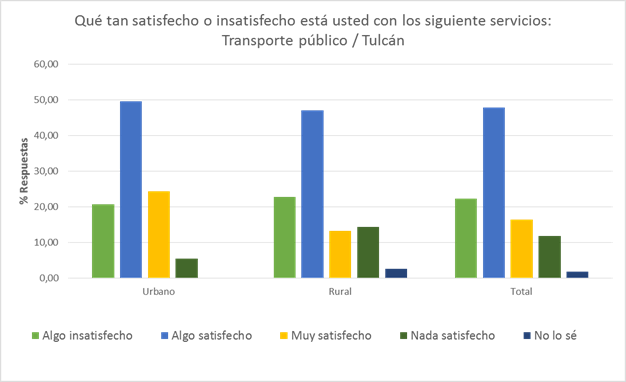 Qué tan satisfecho o insatisfecho está usted con los siguiente servicios:
Transporte público / Tulcán
60,00
50,00
40,00
30,00
20,00
10,00
0,00
% Respuestas
Urbano
Rural
Total
Algo insatisfecho
Algo satisfecho
Muy satisfecho
Nada satisfecho
No lo sé